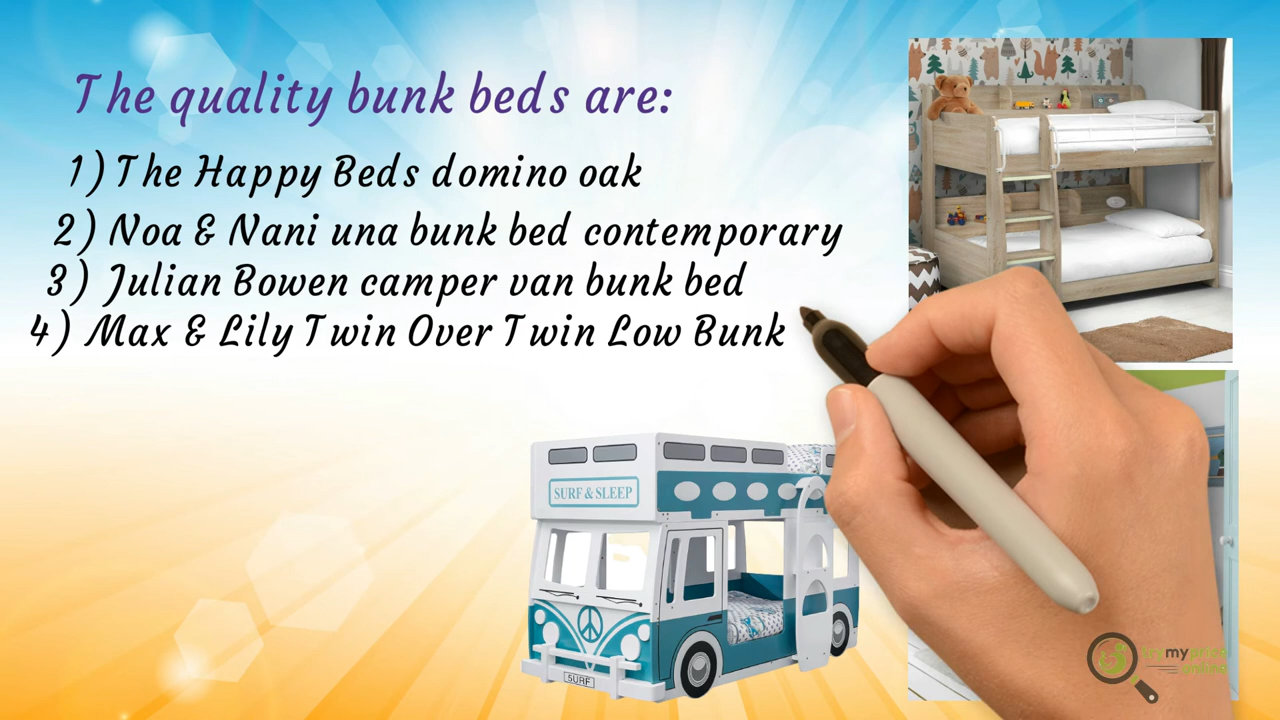 The quality bunk beds are:
1) The Happy Beds domino oak
2) Noa & Nani una bunk bed contemporary
3) Julian Bowen camper van bunk bed
4) Max & Lily Twin Over Twin Low Bunk
SURF & SLEEP
SURF
my